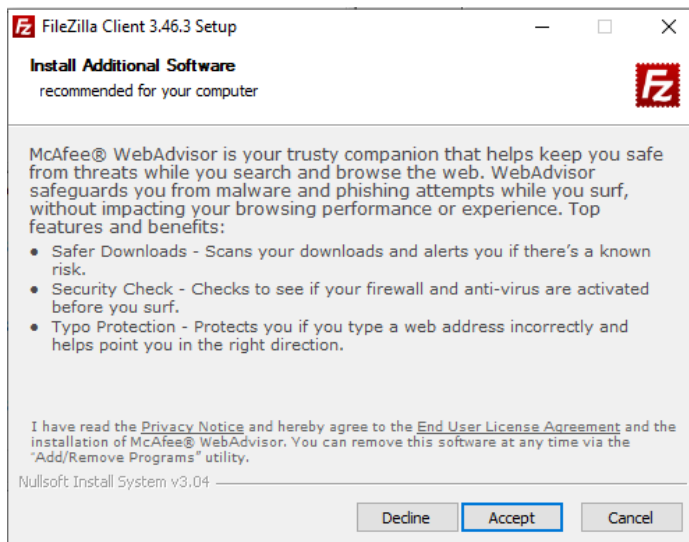 FileZilla Client 3.46.3 Setup
Install Additional Software
recommended for your computer
Fz
McAfee® WebAdvisor is your trusty companion that helps keep you safe
from threats while you search and browse the web. WebAdvisor
safeguards you from malware and phishing attempts while you surf,
without impacting your browsing performance or experience. Top
features and benefits:
● Safer Downloads - Scans your downloads and alerts you if there's a known
risk.
● Security Check - Checks to see if your firewall and anti-virus are activated
before you surf.
● Typo Protection - Protects you if you type a web address incorrectly and
helps point you in the right direction.
I have read the Privacy Notice and hereby agree to the End User License Agreement and the
installation of McAfee® WebAdvisor. You can remove this software at any time via the
"Add/Remove Programs" utility.
Nullsoft Install System v3.04
Decline Accept Cancel